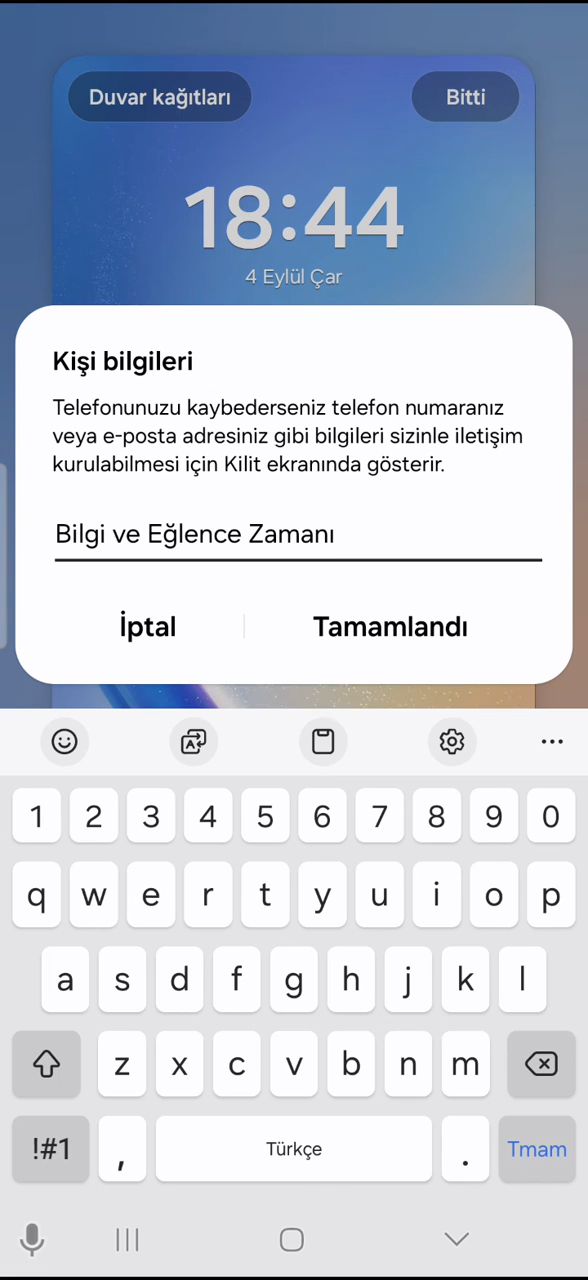 Duvar kağıtları
Bitti
18:44
4 Eylül Çar
Kişi bilgileri
Telefonunuzu kaybederseniz telefon numaranız
veya e-posta adresiniz gibi bilgileri sizinle iletişim
kurulabilmesi için Kilit ekranında gösterir.
Bilgi ve Eğlence Zamanı
İptal
Tamamlandı
1 2 3 4 5 6 7 8 9 0
q w e r t y u i o p
a s d f g h j k l
z x c v b n m
!#1 , Türkçe . Tmam